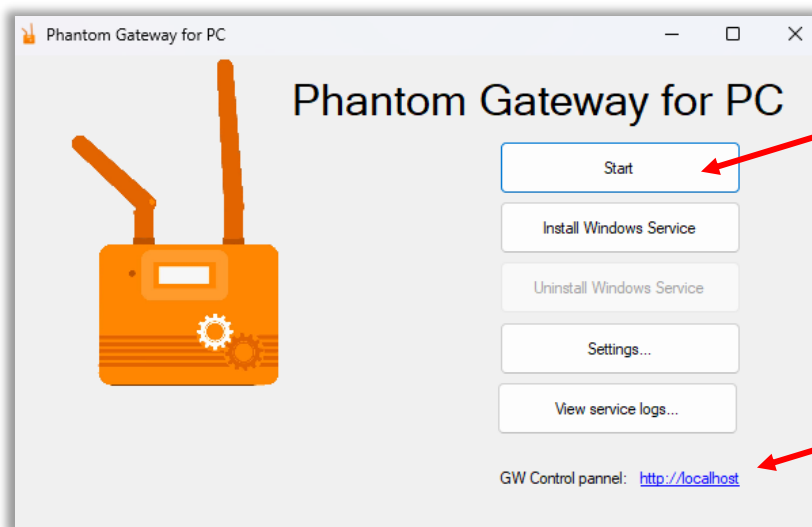 Phantom Gateway for PC
Phantom Gateway for PC
Start
Install Windows Service
Uninstall Windows Service
Settings...
View service logs...
GW Control pannel: http://localhost